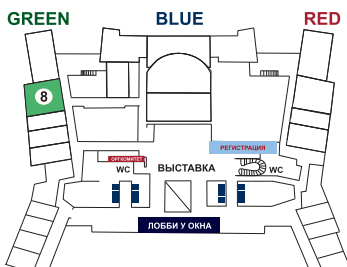 GREEN BLUE RED
8
РЕГИСТРАЦИЯ
ОРГКОМИТЕТ
WC ВЫСТАВКА WC
ЛОББИ У ОКНА